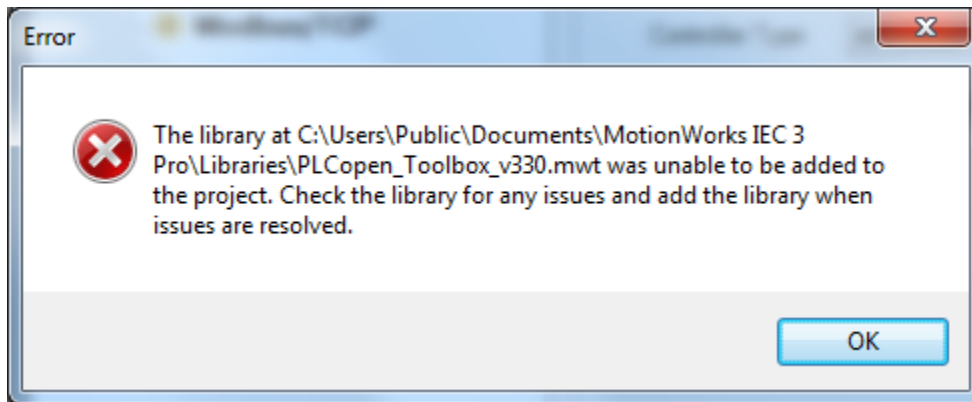 Error
The library at C:\Users\Public\Documents\MotionWorks IEC 3
Pro\Libraries\PLCopen_Toolbox_v330.mwt was unable to be added to
the project. Check the library for any issues and add the library when
issues are resolved.
OK